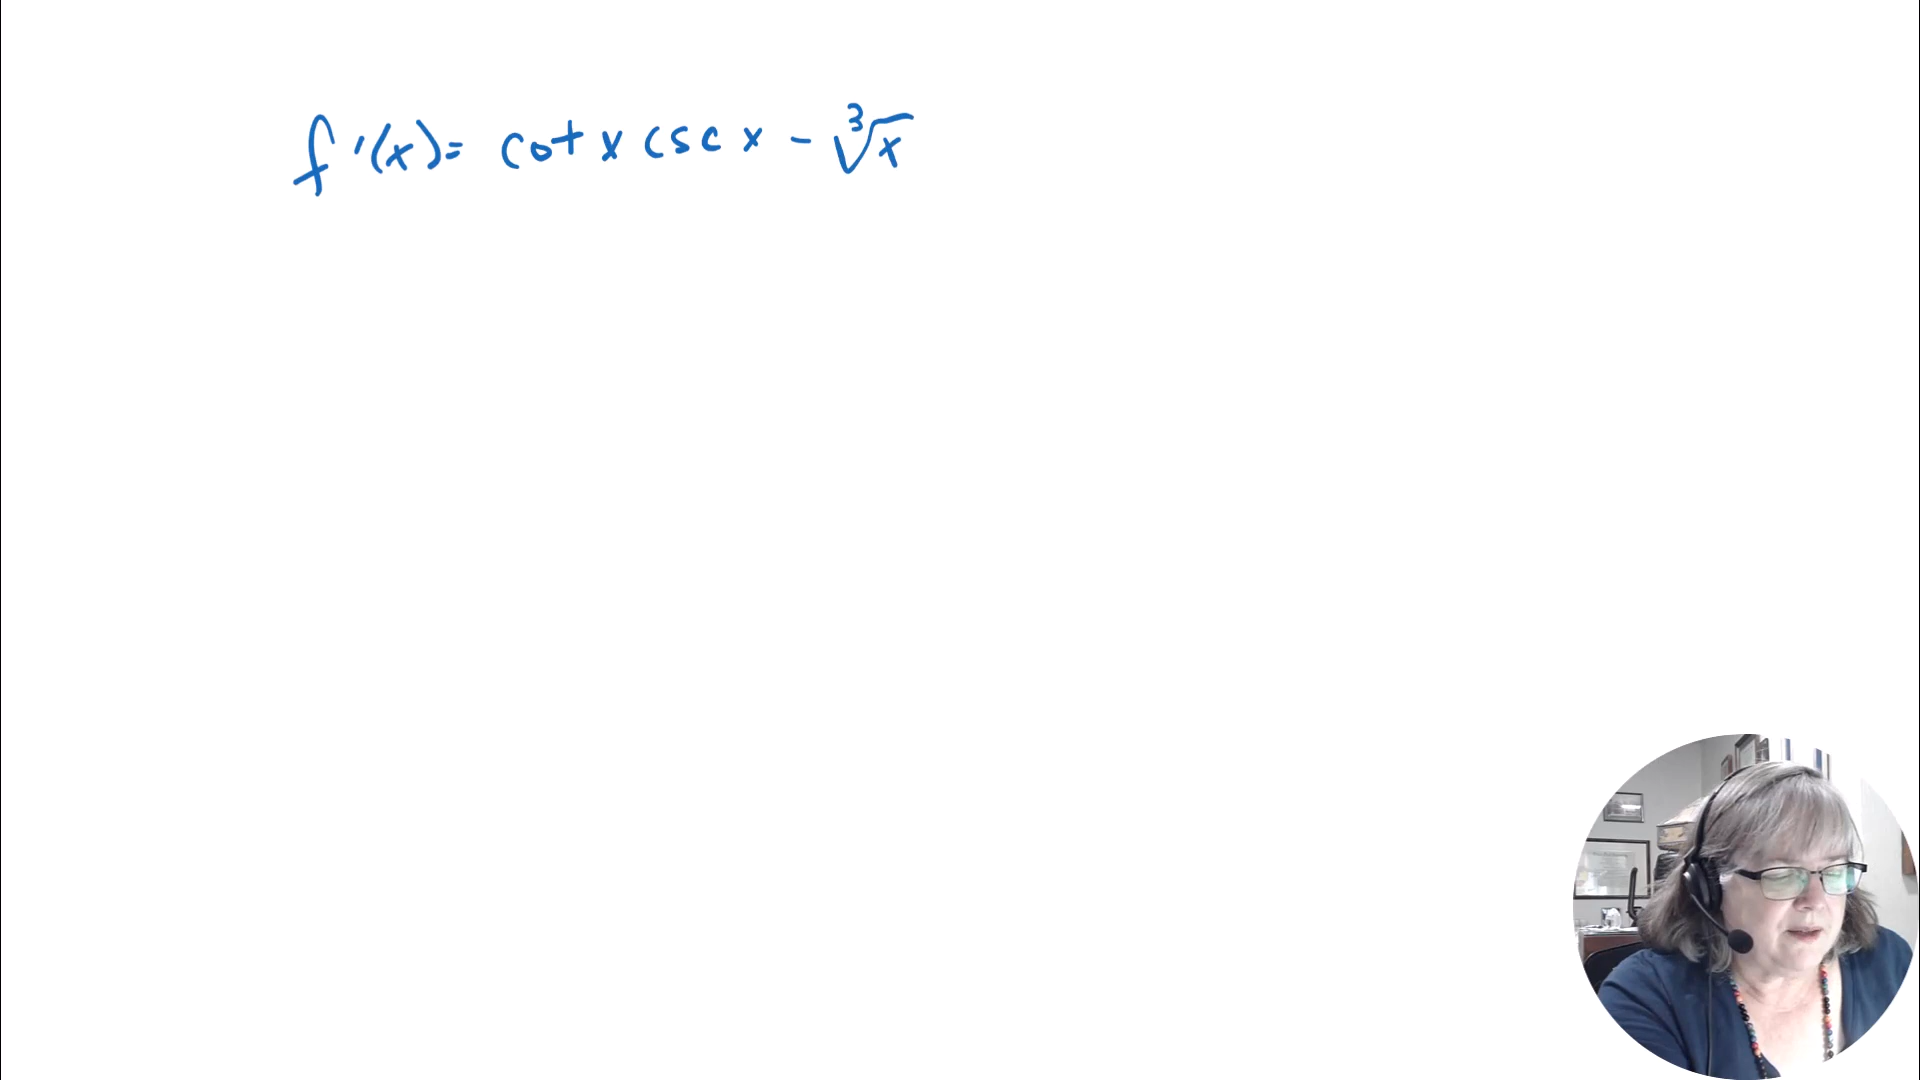 f'(x)= cot x csc x - ∛x